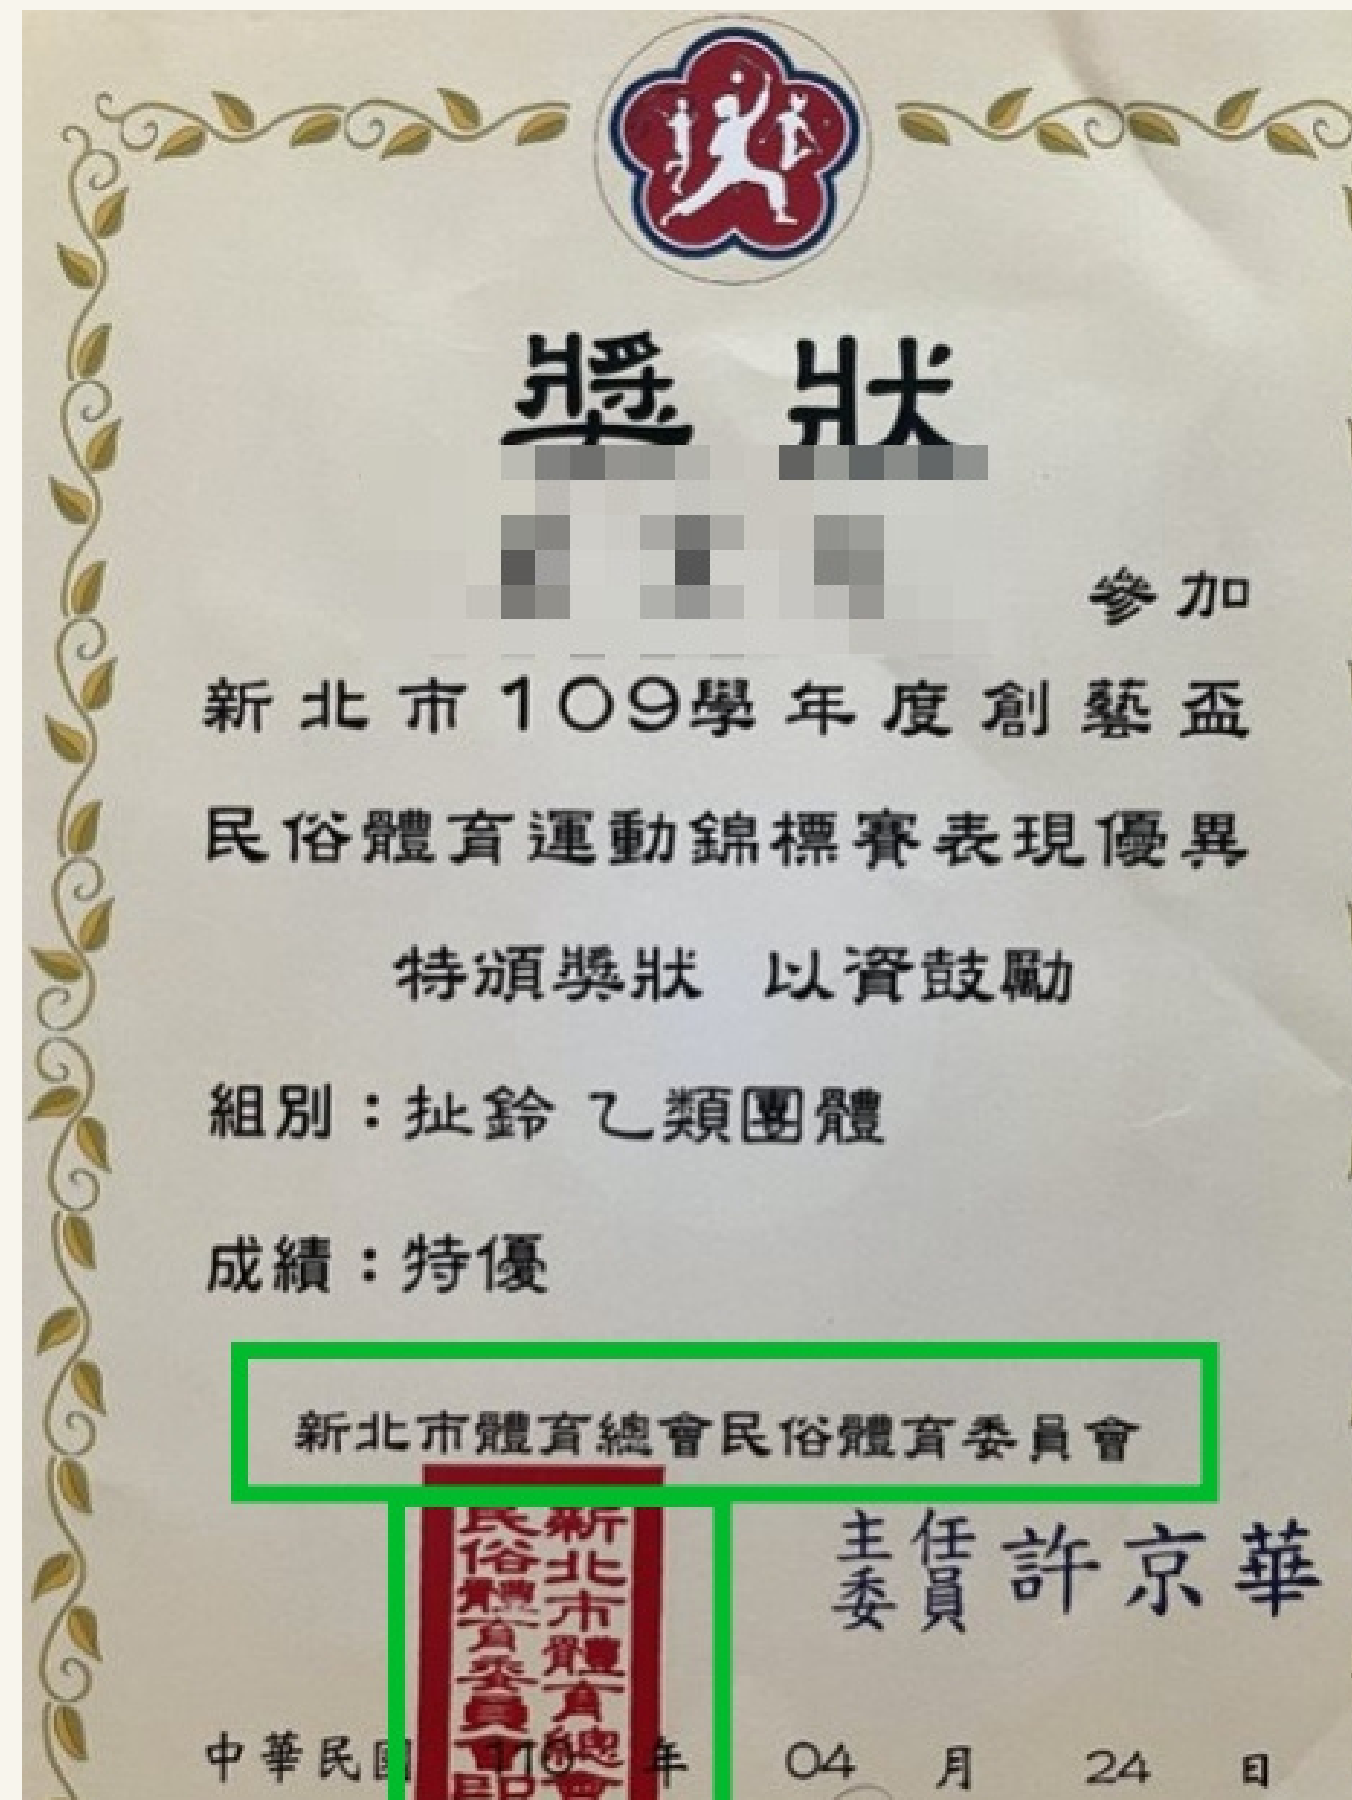 獎狀
參加
新北市109學年度創藝盃
民俗體育運動錦標賽表現優異
特頒獎狀 以資鼓勵
組別：扯鈴 乙類團體
成績：特優
新北市體育總會民俗體育委員會
新北市體育總會
民俗體育委員會印
主任委員 許京華
中華民國 110 年 04 月 24 日